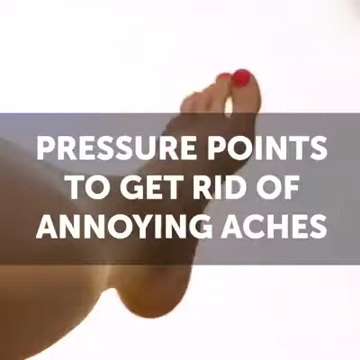 PRESSURE POINTS
TO GET RID OF
ANNOYING ACHES